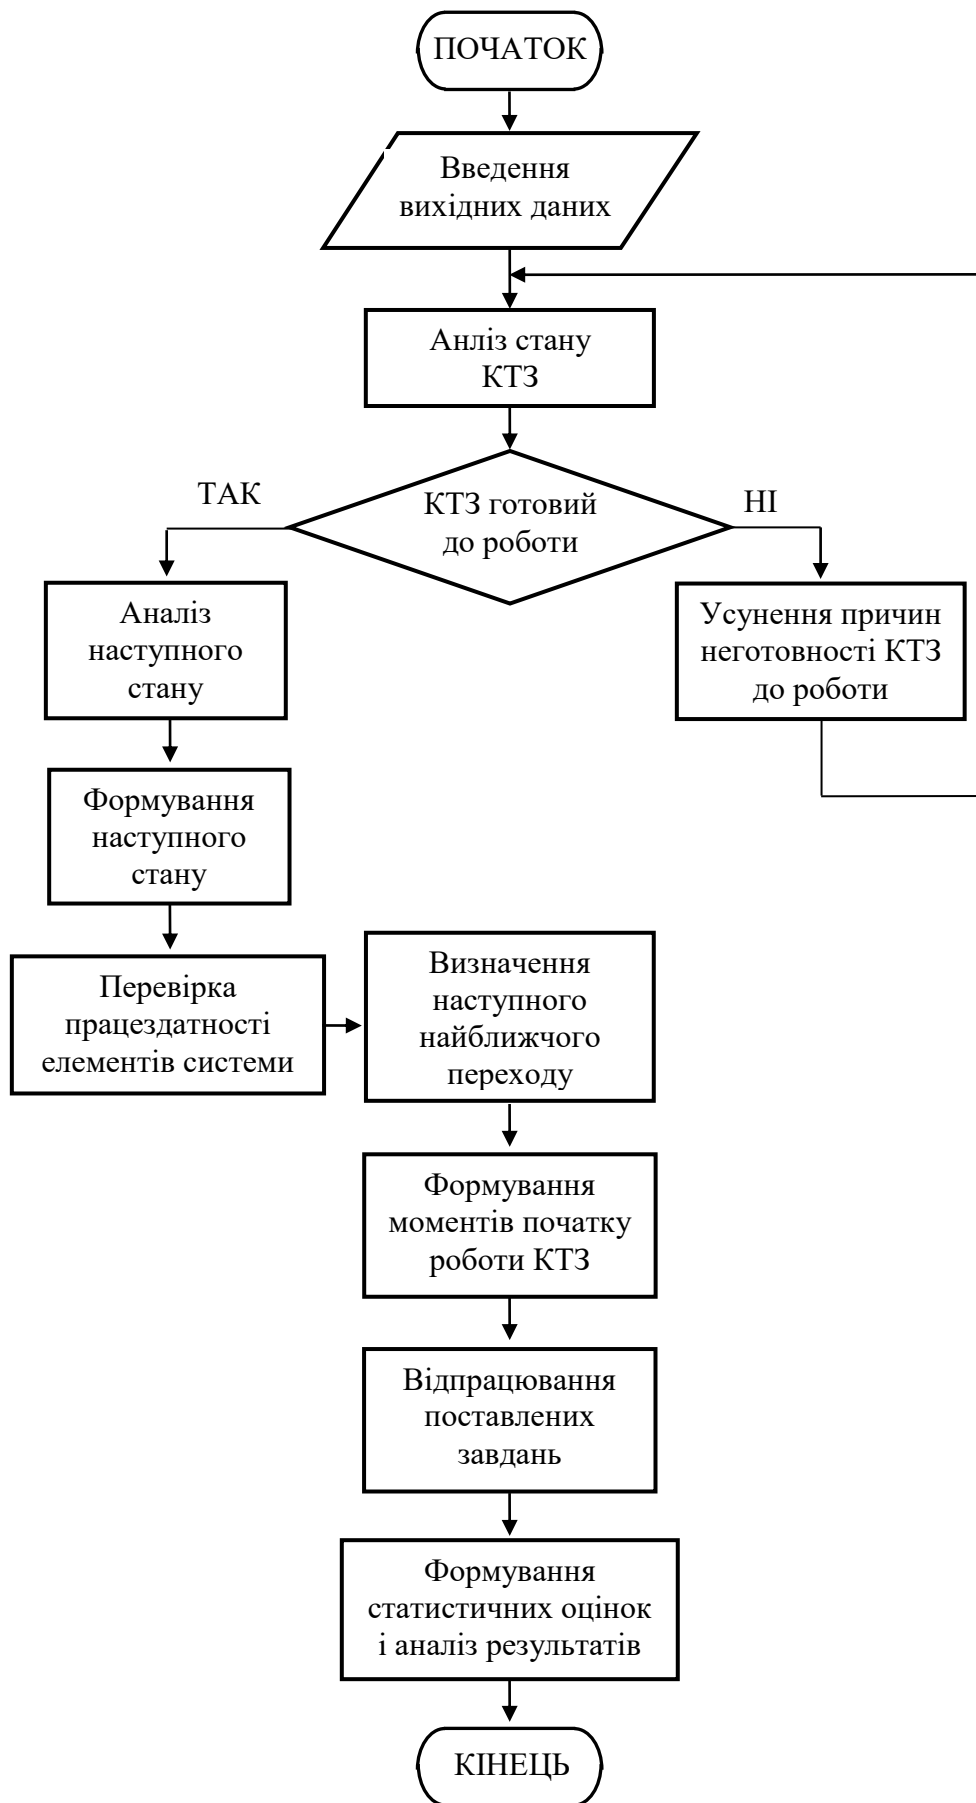 ПОЧАТОК
Введення
вихідних даних
Анліз стану
КТЗ
ТАК
КТЗ готовий
до роботи
НІ
Аналіз
наступного
стану
Усунення причин
неготовності КТЗ
до роботи
Формування
наступного
стану
Перевірка
працездатності
елементів системи
Визначення
наступного
найближчого
переходу
Формування
моментів початку
роботи КТЗ
Відпрацювання
поставлених
завдань
Формування
статистичних оцінок
і аналіз результатів
КІНЕЦЬ